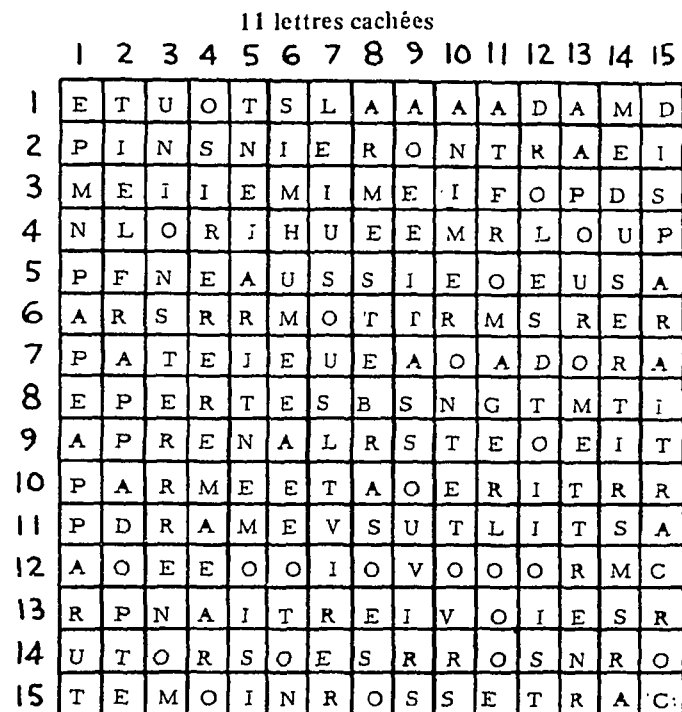 11 lettres cachées
1 2 3 4 5 6 7 8 9 10 11 12 13 14 15
1 E T U O T S L A A A A D A M D
2 P I N S N I E R O N T R A E I
3 M E I I E M I M E I F O P D S
4 N L O R I H U E E M R L O U P
5 P F N E A U S S I E O E U S A
6 A R S R R M O T T R M S R E R
7 P A T E J E U E A O A D O R A
8 E P E R T E S B S N G T M T I
9 A P R E N A L R S T E O E I T
10 P A R M E E T A O E R I T R R
11 P D R A M E V S U T L I T S A
12 A O E E O O I O V O O O R M C
13 R P N A I T R E I V O I E S R
14 U T O R S O E S R R O S N R O
15 T E M O I N R O S S E T R A C